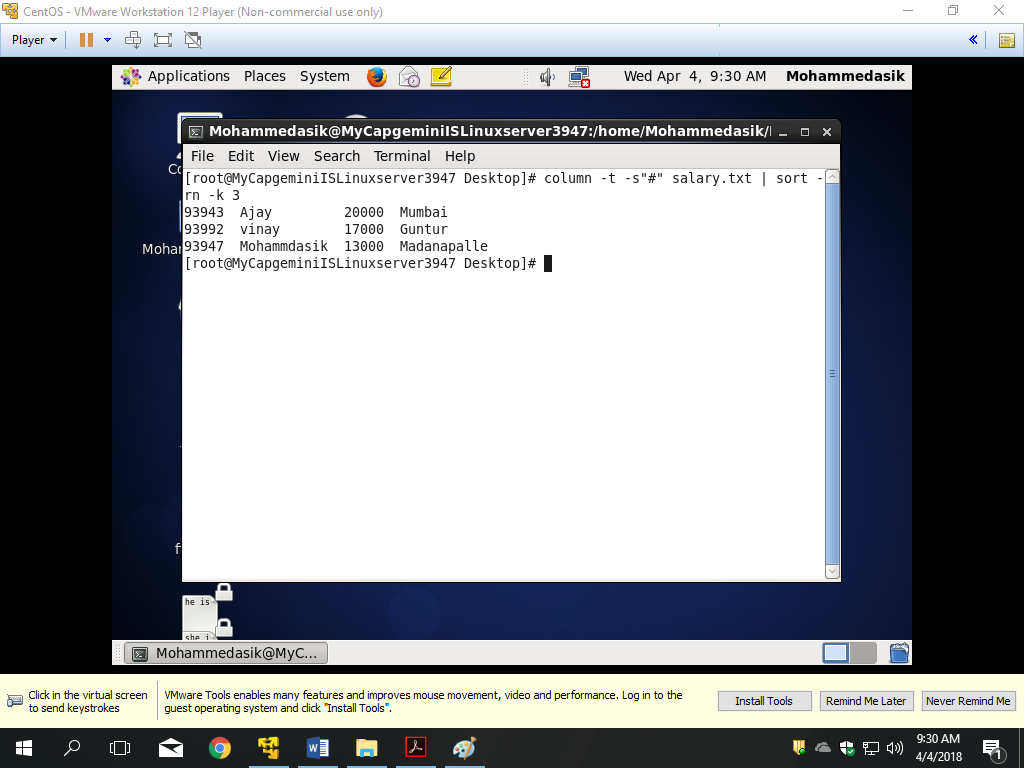 CentOS - VMware Workstation 12 Player (Non-commercial use only)
Player
Applications Places System Wed Apr 4, 9:30 AM Mohammedasik
Mohammedasik@MyCapgeminiISLinuxserver3947:/home/Mohammedasik/
File Edit View Search Terminal Help
[root@MyCapgeminiISLinuxserver3947 Desktop]# column -t -s"#" salary.txt | sort -
rn -k 3
93943 Ajay 20000 Mumbai
93992 vinay 17000 Guntur
93947 Mohammdasik 13000 Madanapalle
[root@MyCapgeminiISLinuxserver3947 Desktop]#
Co
Moha
f
he is
she i
Mohammedasik@MyC...
Click in the virtual screen
to send keystrokes
VMware Tools enables many features and improves mouse movement, video and performance. Log in to the
guest operating system and click "Install Tools".
Install Tools Remind Me Later Never Remind Me
9:30 AM
4/4/2018
1